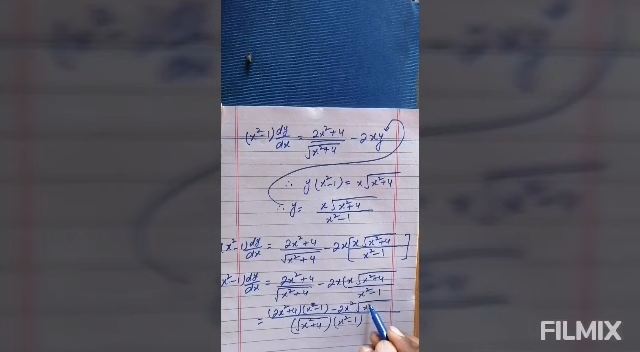 (x²-1) dy/dx = 2x²+4/√x²+4 - 2xy
∴ y(x²-1) = x√x²+4
∴ y = x√x²+4/x²-1
(x²-1) dy/dx = 2x²+4/√x²+4 - 2x[x√x²+4/x²-1]
x²-1) dy/dx = 2x²+4/√x²+4 - 2x(x√x²+4/x²-1
= (2x²+4)(x²-1) - 2x²√x/(√x²+4)(x²-1)
FILMIX